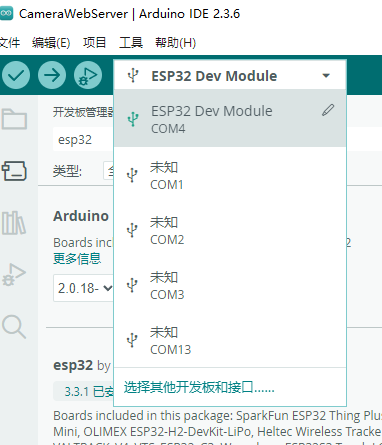 CameraWebServer | Arduino IDE 2.3.6
文件 编辑(E) 项目 工具 帮助(H)
ESP32 Dev Module
开发板管理器
ESP32 Dev Module
COM4
esp32
类型:
未知
COM1
Arduino
未知
COM2
Boards inclu
2
更多信息
未知
COM3
2.0.18-
未知
COM13
esp32 by
选择其他开发板和接口......
3.3.1 已安
Boards included in this package: SparkFun ESP32 Thing Plus
Mini, OLIMEX ESP32-H2-DevKit-LiPo, Heltec Wireless Tracke